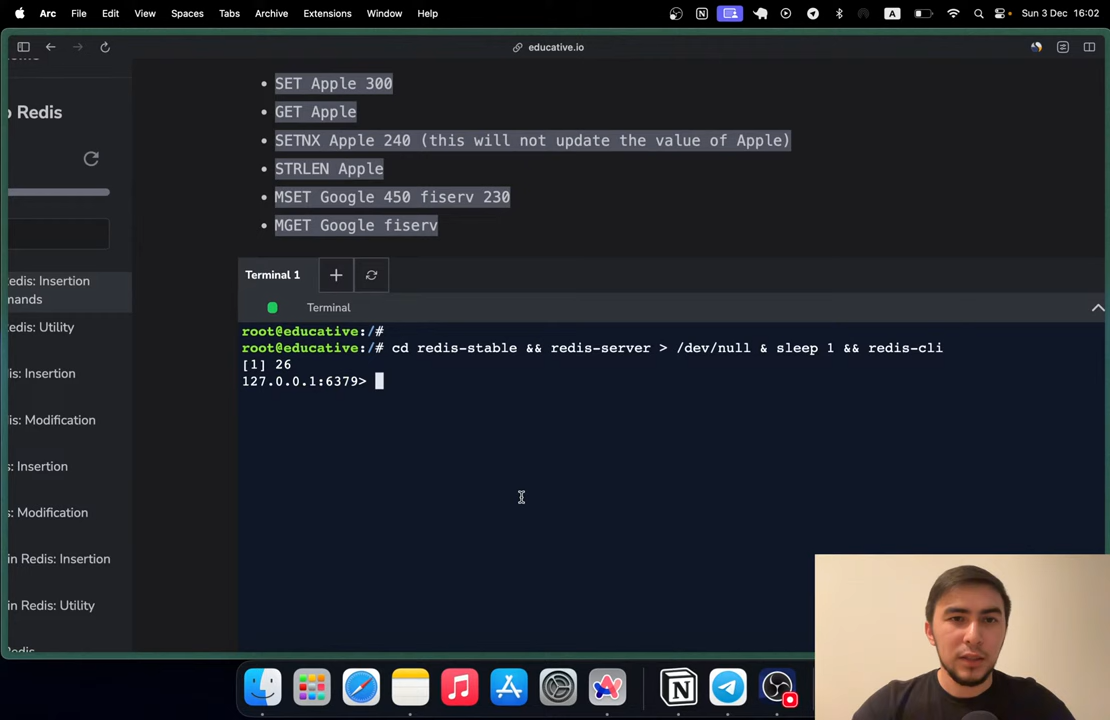 Arc File Edit View Spaces Tabs Archive Extensions Window Help A Sun 3 Dec 16:02
educative.io
SET Apple 300
o Redis
GET Apple
SETNX Apple 240 (this will not update the value of Apple)
STRLEN Apple
MSET Google 450 fiserv 230
MGET Google fiserv
edis: Insertion
mands
edis: Utility
dis: Insertion
is: Modification
s: Insertion
s: Modification
in Redis: Insertion
in Redis: Utility
Terminal 1
Terminal
root@educative:/#
root@educative:/# cd redis-stable && redis-server > /dev/null & sleep 1 && redis-cli
[1] 26
127.0.0.1:6379>